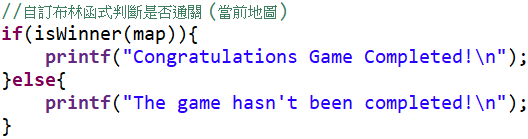 //自訂布林函式判斷是否通關（當前地圖）
if(isWinner(map)){
    printf("Congratulations Game Completed!\n");
}else{
    printf("The game hasn't been completed!\n");
}